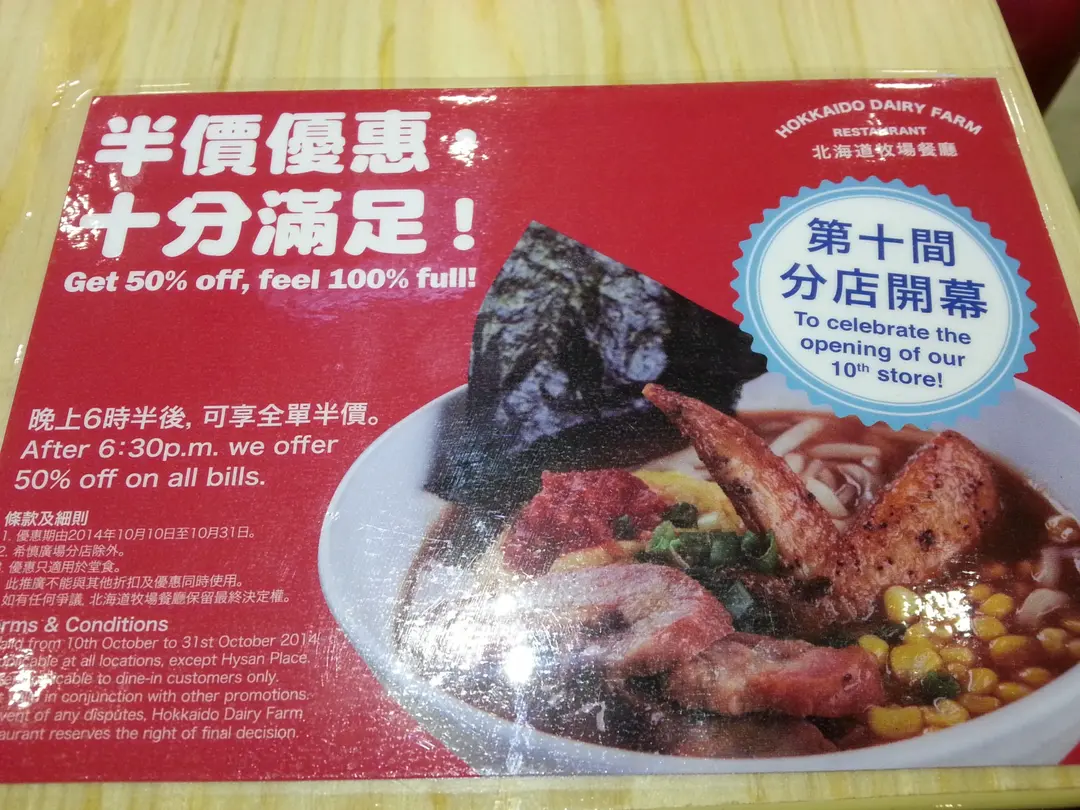 半價優惠，
十分滿足！
Get 50% off, feel 100% full!
HOKKAIDO DAIRY FARM
RESTAURANT
北海道牧場餐廳
第十間
分店開幕
To celebrate the
opening of our
10th store!
晚上6時半後, 可享全單半價。
After 6:30p.m. we offer
50% off on all bills.
條款及細則
1. 優惠期由2014年10月10日至10月31日。
2. 希慎廣場分店除外。
優惠只適用於堂食。
此推廣不能與其他折扣及優惠同時使用。
如有任何爭議, 北海道牧場餐廳保留最終決定權。
rms & Conditions
from 10th October to 31st October 2014
at all locations, except Hysan Place.
to dine-in customers only.
in conjunction with other promotions.
vent of any disputes, Hokkaido Dairy Farm
aurant reserves the right of final decision.